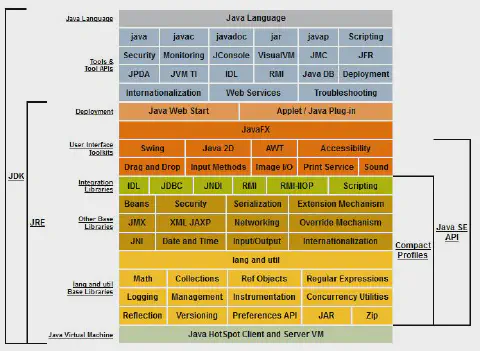 Java Language Java Language
java javac javadoc jar javap Scripting
Security Monitoring JConsole VisualVM JMC JFR
Tools &
Tool APIs
JPDA JVM TI IDL RMI Java DB Deployment
Internationalization Web Services Troubleshooting
Deployment Java Web Start Applet / Java Plug-in
JavaFX
User Interface
Toolkits
Swing Java 2D AWT Accessibility
Drag and Drop Input Methods Image I/O Print Service Sound
Integration
Libraries
IDL JDBC JNDI RMI RMI-IIOP Scripting
JDK
JRE
Beans Security Serialization Extension Mechanism
Other Base
Libraries
JMX XML JAXP Networking Override Mechanism
JNI Date and Time Input/Output Internationalization
Java SE
API
Compact
Profiles
lang and util
lang and util
Base Libraries
Math Collections Ref Objects Regular Expressions
Logging Management Instrumentation Concurrency Utilities
Reflection Versioning Preferences API JAR Zip
Java Virtual Machine Java HotSpot Client and Server VM